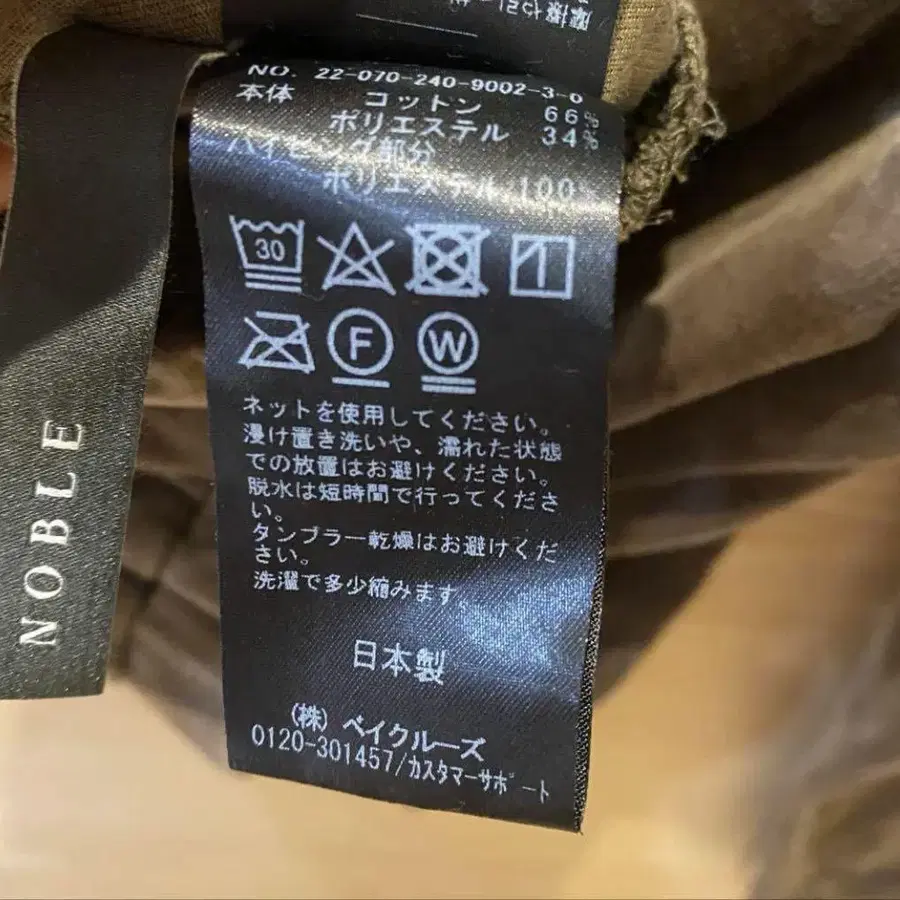 NO. 22-070-240-9002-3-0
本体 コットン 66%
ポリエステル 34%
パイピング部分
ポリエステル 100%
30
F W
ネットを使用してください。
浸け置き洗いや、濡れた状態
での放置はお避けください。
脱水は短時間で行ってくださ
い。
タンブラー乾燥はお避けくだ
さい。
洗濯で多少縮みます。
日本製
(株) ベイクルーズ
0120-301457/カスタマーサポート
NOBLE